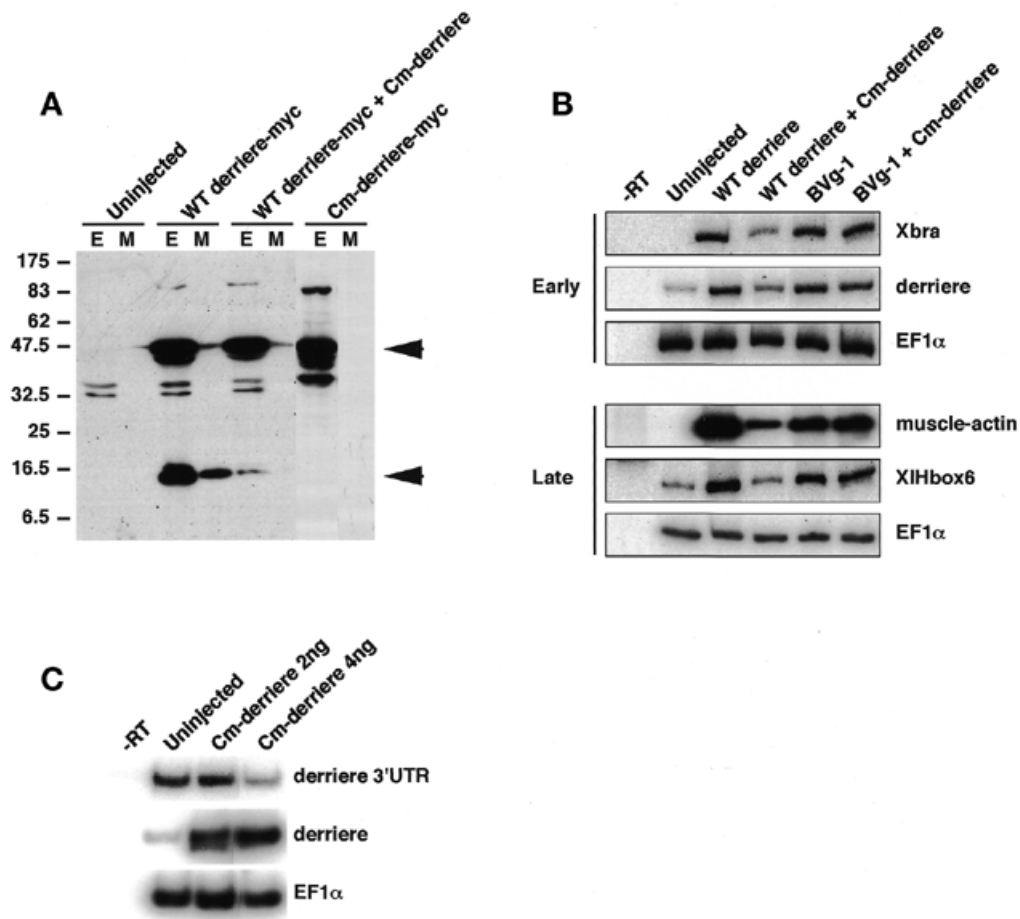 A
Uninjected
WT derriere-myc
WT derriere-myc + Cm-derriere
Cm-derriere-myc
E M E M E M E M
175
83
62
47.5
32.5
25
16.5
6.5
B
-RT
Uninjected
WT derriere
WT derriere + Cm-derriere
BVg-1
BVg-1 + Cm-derriere
Early
Xbra
derriere
EF1α
Late
muscle-actin
XlHbox6
EF1α
C
-RT
Uninjected
Cm-derriere 2ng
Cm-derriere 4ng
derriere 3'UTR
derriere
EF1α